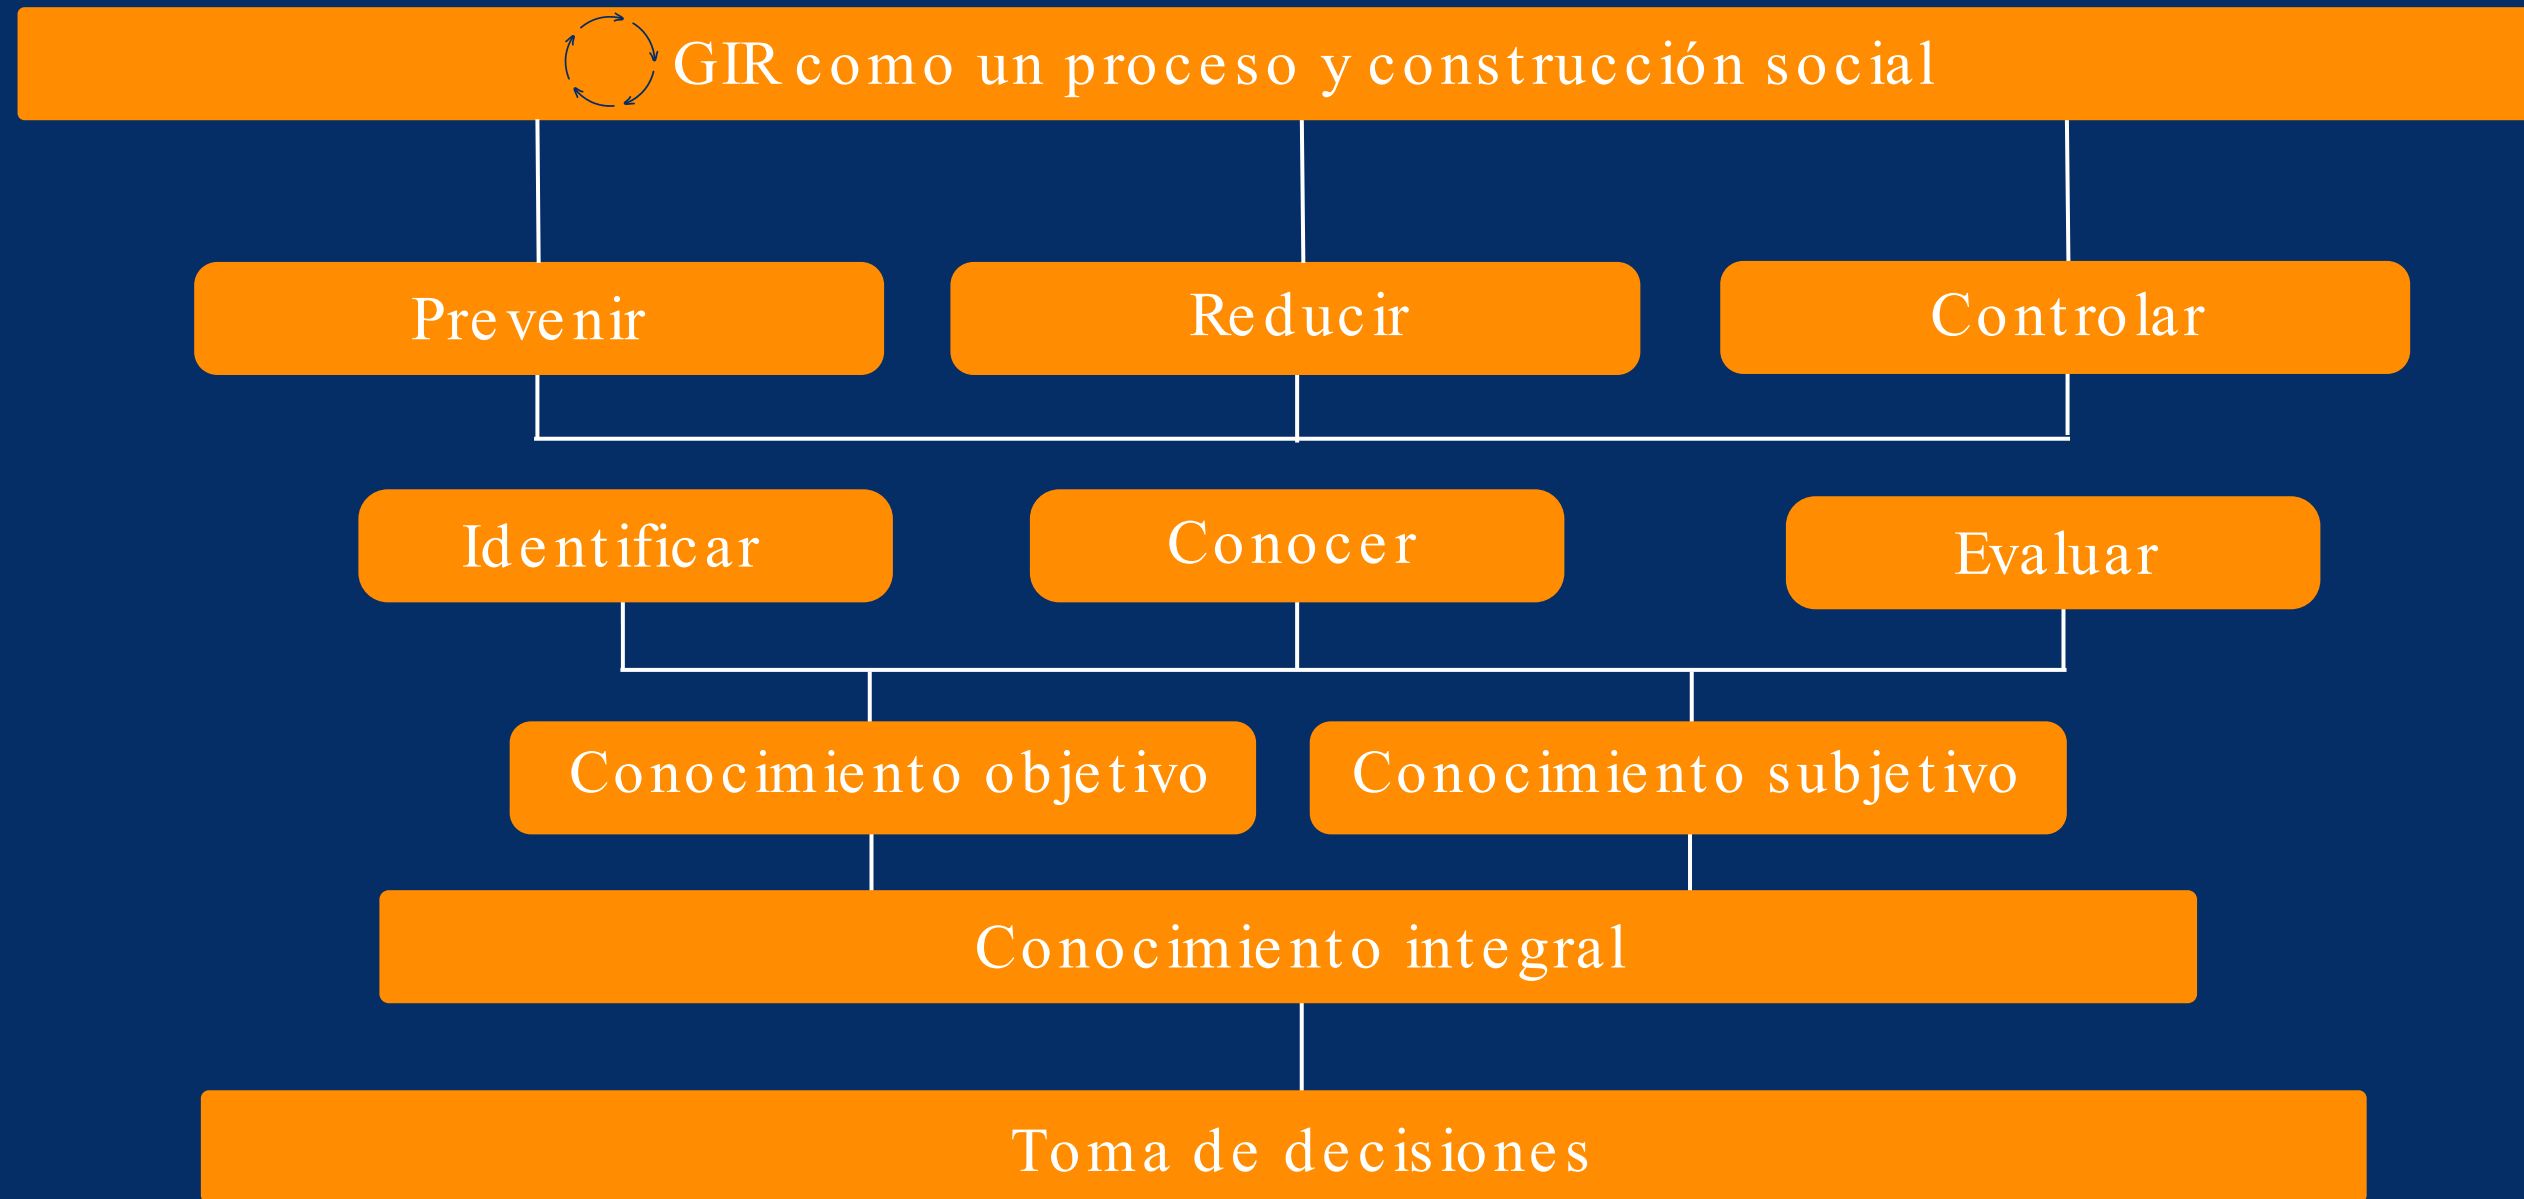 GIR como un proceso y construcción social
Prevenir
Reducir
Controlar
Identificar
Conocer
Evaluar
Conocimiento objetivo
Conocimiento subjetivo
Conocimiento integral
Toma de decisiones